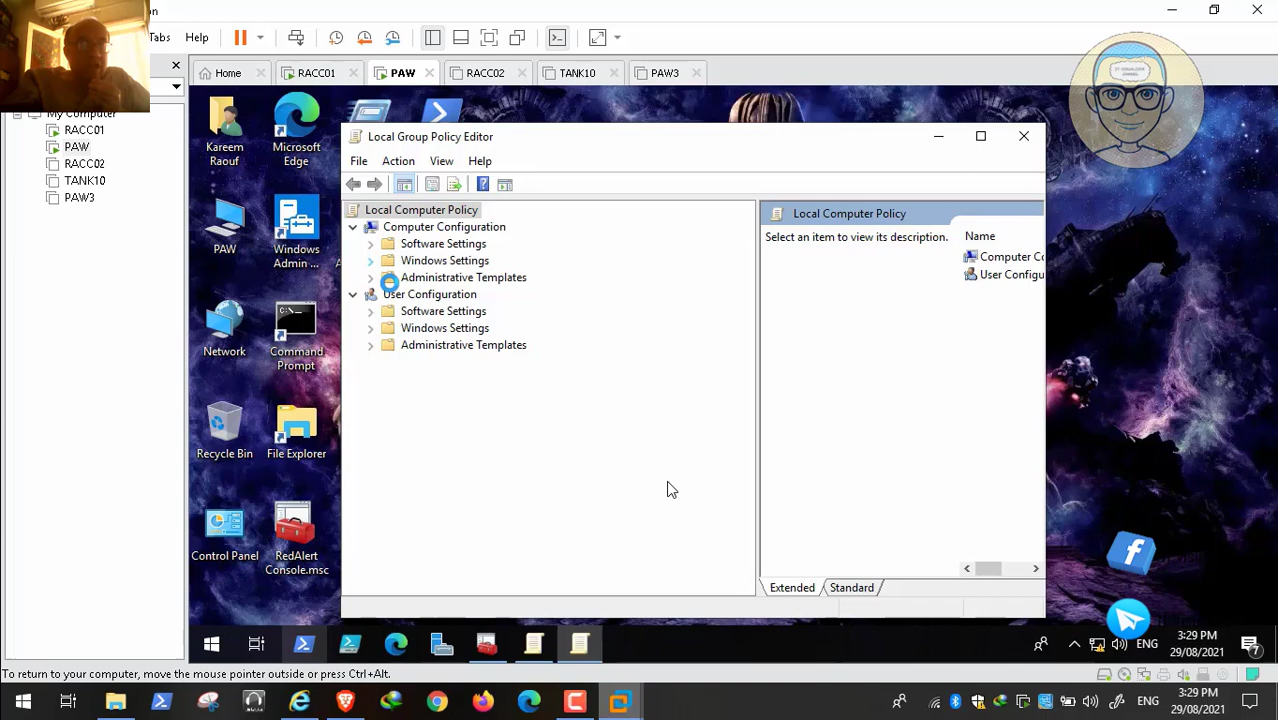 on
Tabs Help
Home
RACC01
PAW
RACC02
TANK10
PAW3
My Computer
RACC01
PAW
RACC02
TANK10
PAW3
Kareem
Raouf
Microsoft
Edge
PAW
Windows
Admin ...
Network
Command
Prompt
Recycle Bin
File Explorer
Control Panel
RedAlert
Console.msc
Local Group Policy Editor
File Action View Help
Local Computer Policy
Computer Configuration
Software Settings
Windows Settings
Administrative Templates
User Configuration
Software Settings
Windows Settings
Administrative Templates
Local Computer Policy
Select an item to view its description.
Name
Computer Co
User Configu
Extended Standard
ENG
3:29 PM
29/08/2021
7
To return to your computer, move the mouse pointer outside or press Ctrl+Alt.
ENG
3:29 PM
29/08/2021